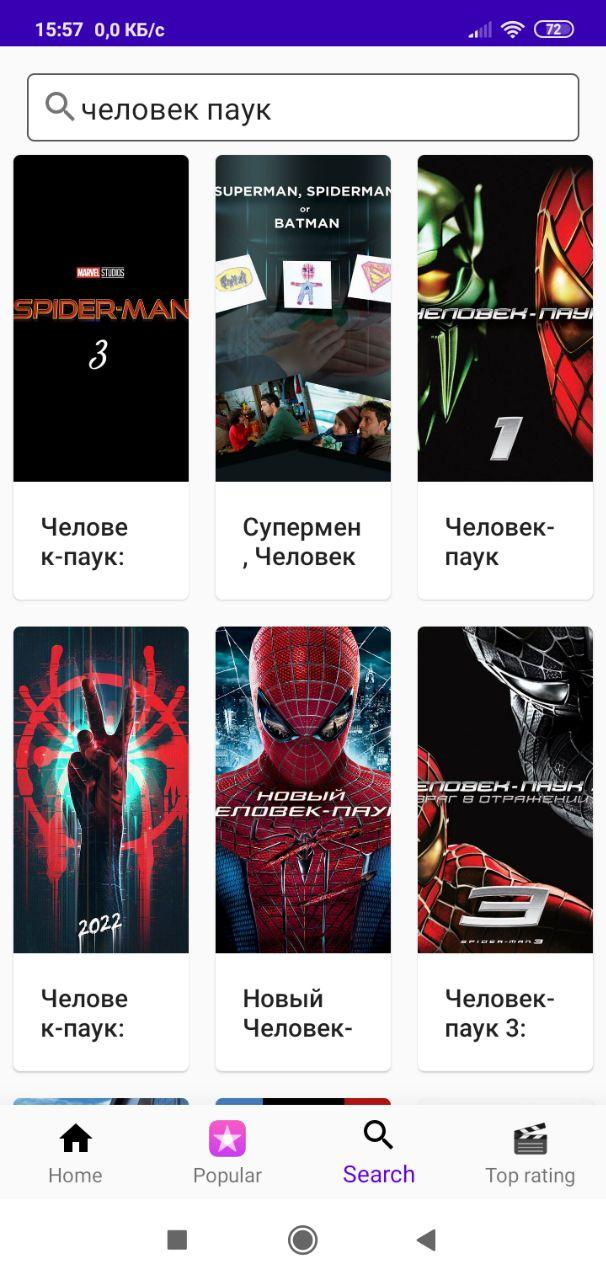 15:57 0,0 КБ/с
72
человек паук
MARVEL STUDIOS
SPIDER-MAN
3
SUPERMAN, SPIDERMAN
or
BATMAN
ЧЕЛОВЕК-ПАУК
1
Челове
к-паук:
Супермен
, Человек
Человек-
паук
2022
НОВЫЙ
ЧЕЛОВЕК-ПАУК
ЧЕЛОВЕК-ПАУК
ВРАГ В ОТРАЖЕНИИ
3
SPIDER-MAN 3
Челове
к-паук:
Новый
Человек-
Человек-
паук 3:
Home
Popular
Search
Top rating